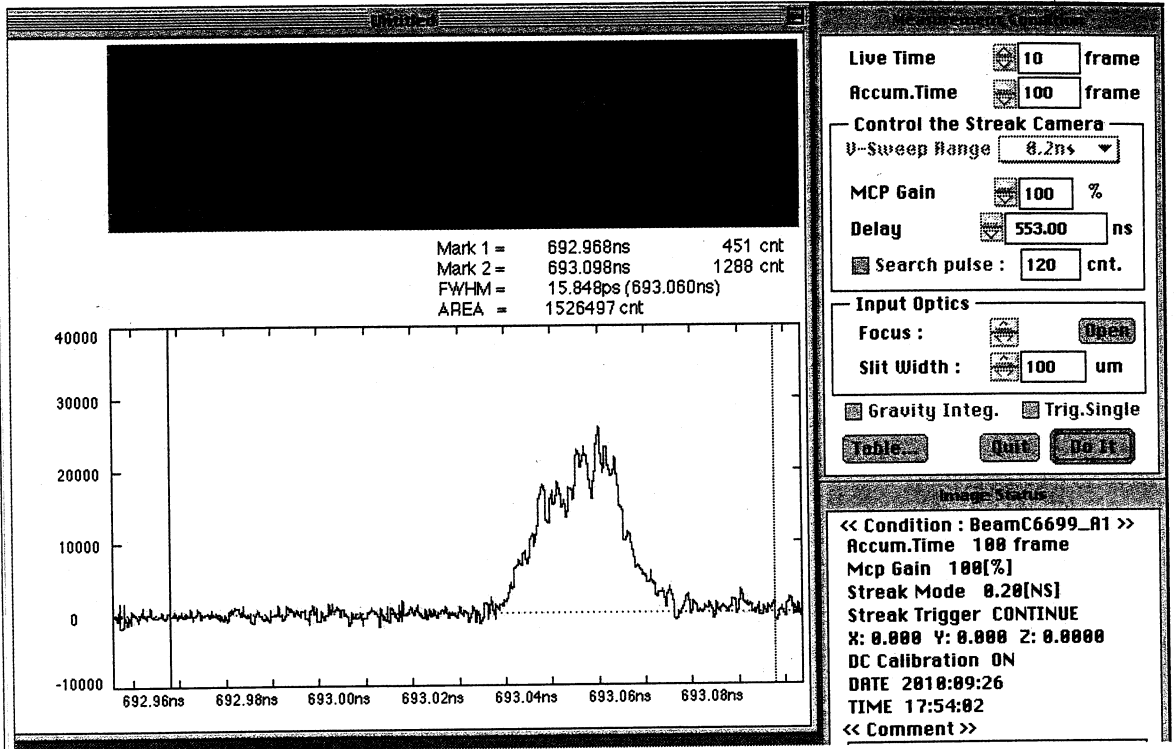 Untitled
Mark 1 = 692.968ns 451 cnt
Mark 2 = 693.098ns 1288 cnt
FWHM = 15.848ps (693.060ns)
AREA = 1526497 cnt
40000
30000
20000
10000
0
-10000
692.96ns 692.98ns 693.00ns 693.02ns 693.04ns 693.06ns 693.08ns
Measurement Condition
Live Time 10 frame
Accum.Time 100 frame
Control the Streak Camera
V-Sweep Range 0.2ns
MCP Gain 100 %
Delay 553.00 ns
Search pulse : 120 cnt.
Input Optics
Focus : Open
Slit Width : 100 um
Gravity Integ. Trig.Single
Table... Quit Do It
Image Status
<< Condition : BeamC6699_A1 >>
Accum.Time 100 frame
Mcp Gain 100[%]
Streak Mode 0.20[NS]
Streak Trigger CONTINUE
X: 0.000 Y: 0.000 Z: 0.0000
DC Calibration ON
DATE 2010:09:26
TIME 17:54:02
<< Comment >>